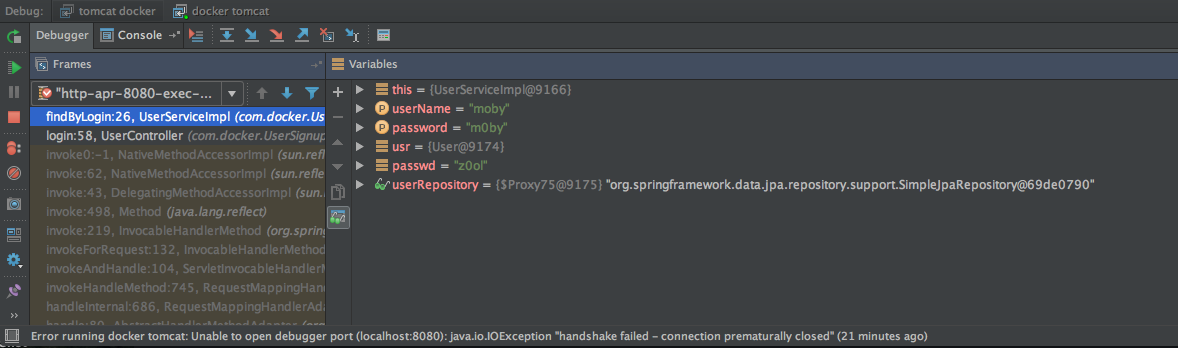 Debug: tomcat docker docker tomcat
Debugger Console
Frames
Variables
"http-apr-8080-exec-...
findByLogin:26, UserServiceImpl (com.docker.Us
login:58, UserController (com.docker.UserSignup
invoke0:-1, NativeMethodAccessorImpl (sun.refl
invoke:62, NativeMethodAccessorImpl (sun.refle
invoke:43, DelegatingMethodAccessorImpl (sun.
invoke:498, Method (java.lang.reflect)
invoke:219, InvocableHandlerMethod (org.spring
invokeForRequest:132, InvocableHandlerMethod
invokeAndHandle:104, ServletInvocableHandlerM
invokeHandleMethod:745, RequestMappingHand
handleInternal:686, RequestMappingHandlerAda
handle:80, AbstractHandlerMethodAdapter (org
this = {UserServiceImpl@9166}
userName = "moby"
password = "m0by"
usr = {User@9174}
passwd = "z0ol"
userRepository = {$Proxy75@9175} "org.springframework.data.jpa.repository.support.SimpleJpaRepository@69de0790"
Error running docker tomcat: Unable to open debugger port (localhost:8080): java.io.IOException "handshake failed - connection prematurally closed" (21 minutes ago)